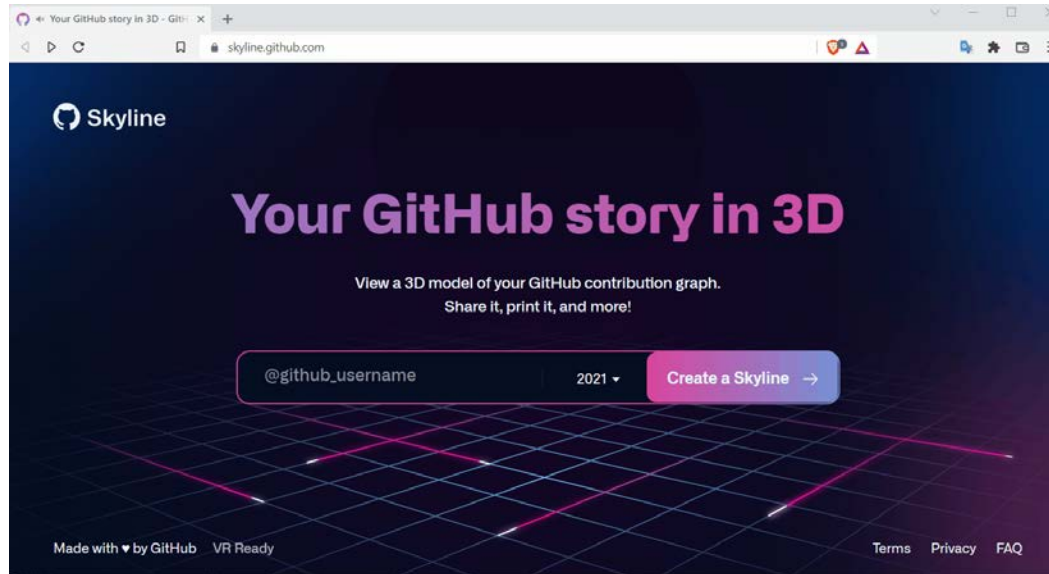 Your GitHub story in 3D - GitH
skyline.github.com
Skyline
Your GitHub story in 3D
View a 3D model of your GitHub contribution graph.
Share it, print it, and more!
@github_username
2021
Create a Skyline →
Made with ♥ by GitHub
VR Ready
Terms
Privacy
FAQ